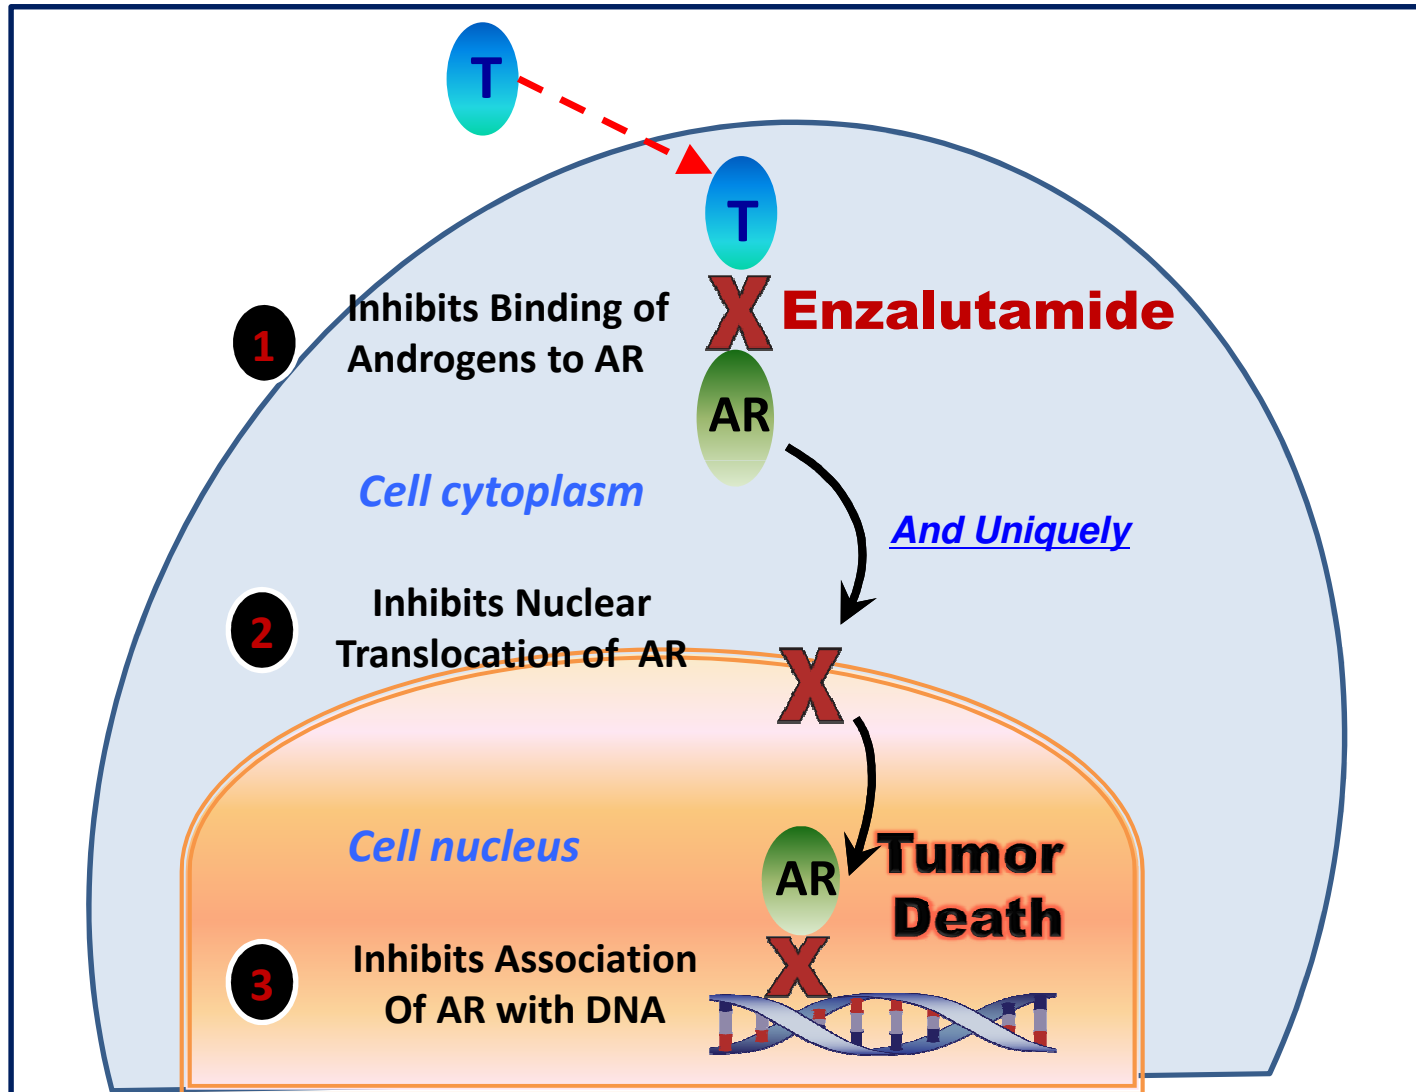 T
T
1
Inhibits Binding of
Androgens to AR
Enzalutamide
AR
Cell cytoplasm
And Uniquely
2
Inhibits Nuclear
Translocation of AR
Cell nucleus
AR
Tumor
Death
3
Inhibits Association
Of AR with DNA